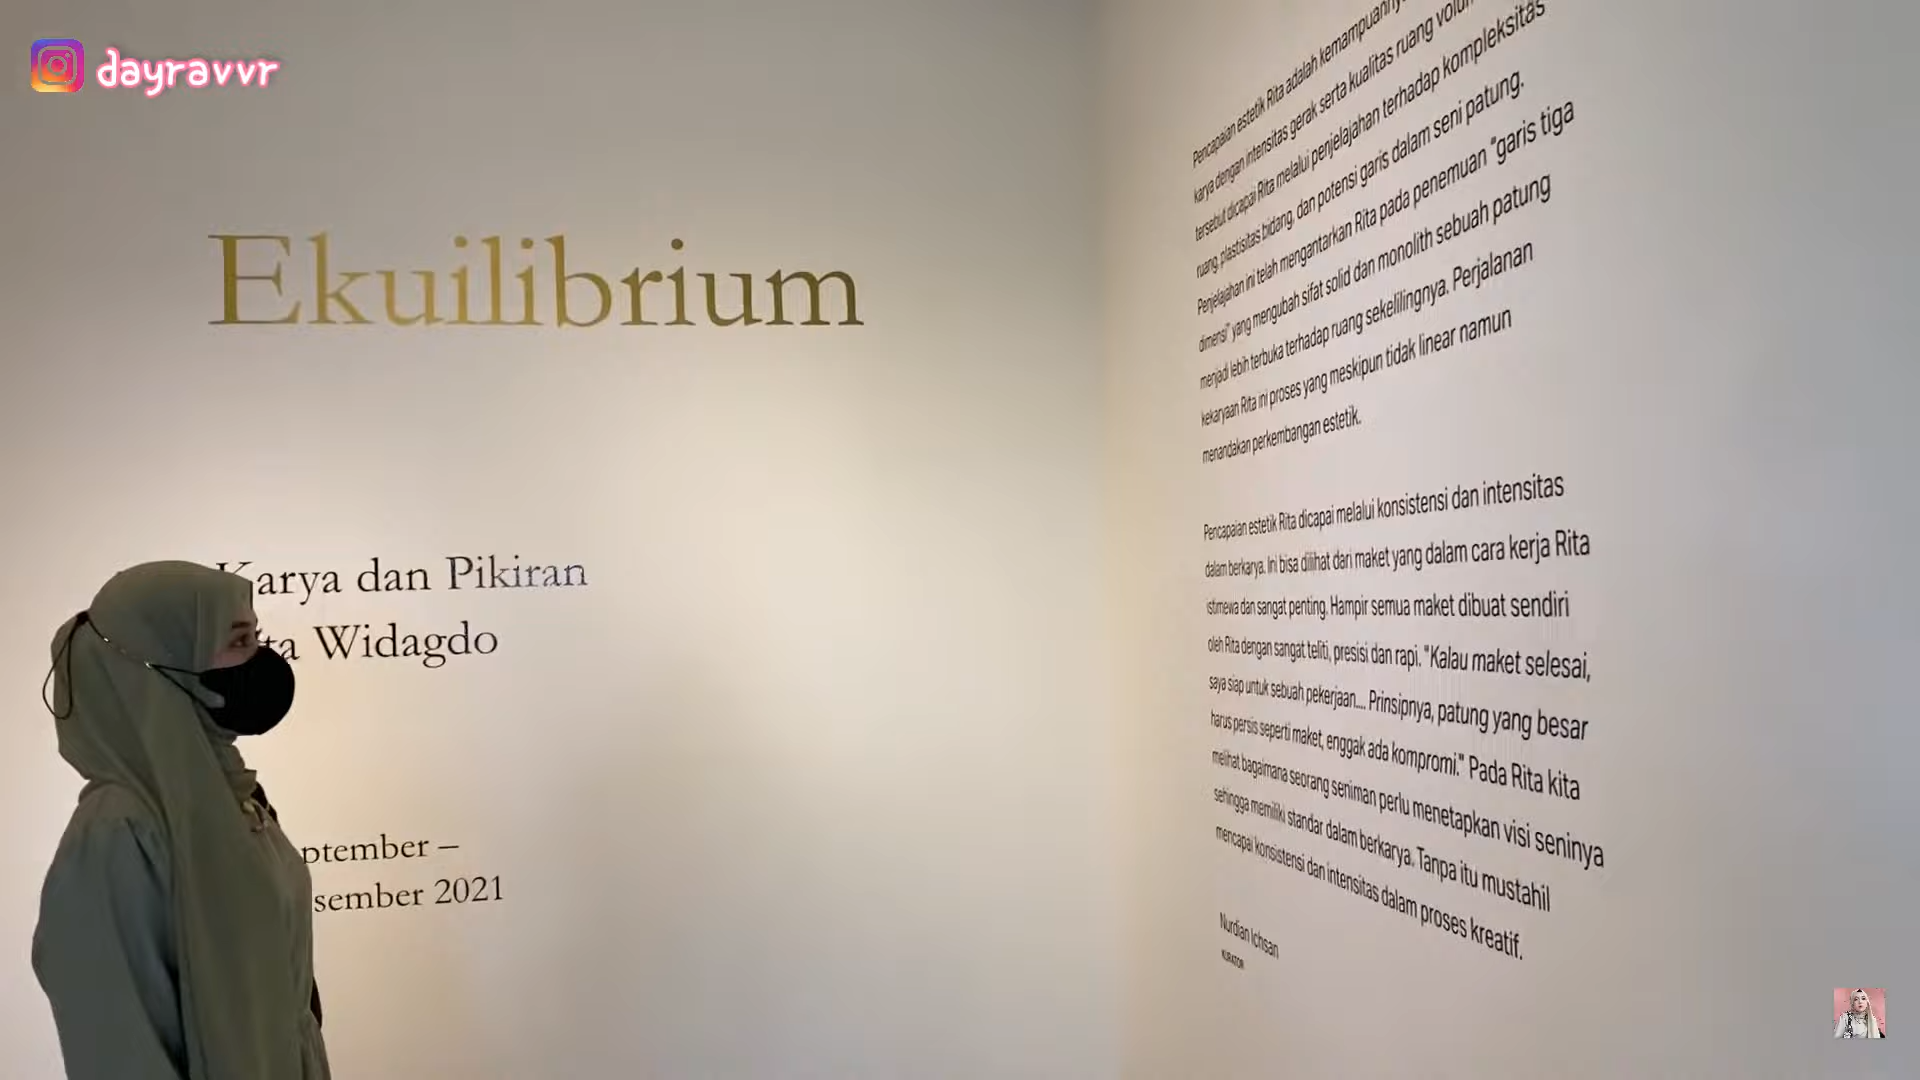 dayravvr
Ekuilibrium
Karya dan Pikiran
Widagdo
ptember –
sember 2021
Pencapaian estetik Rita adalah kemampuanny
karya dengan intensitas gerak serta kualitas ruang volu
tersebut dicapai Rita melalui penjelajahan terhadap kompleksitas
ruang, plastisitas bidang, dan potensi garis dalam seni patung.
Penjelajahan ini telah mengantarkan Rita pada penemuan “garis tiga
dimensi” yang mengubah sifat solid dan monolith sebuah patung
menjadi lebih terbuka terhadap ruang sekelilingnya. Perjalanan
kekaryaan Rita ini proses yang meskipun tidak linear namun
menandakan perkembangan estetik.
Pencapaian estetik Rita dicapai melalui konsistensi dan intensitas
dalam berkarya. Ini bisa dilihat dari maket yang dalam cara kerja Rita
istimewa dan sangat penting. Hampir semua maket dibuat sendiri
oleh Rita dengan sangat teliti, presisi dan rapi. “Kalau maket selesai,
saya siap untuk sebuah pekerjaan.... Prinsipnya, patung yang besar
harus persis seperti maket, enggak ada kompromi.” Pada Rita kita
melihat bagaimana seorang seniman perlu menetapkan visi seninya
sehingga memiliki standar dalam berkarya. Tanpa itu mustahil
mencapai konsistensi dan intensitas dalam proses kreatif.
Nurdian Ichsan
KURATOR